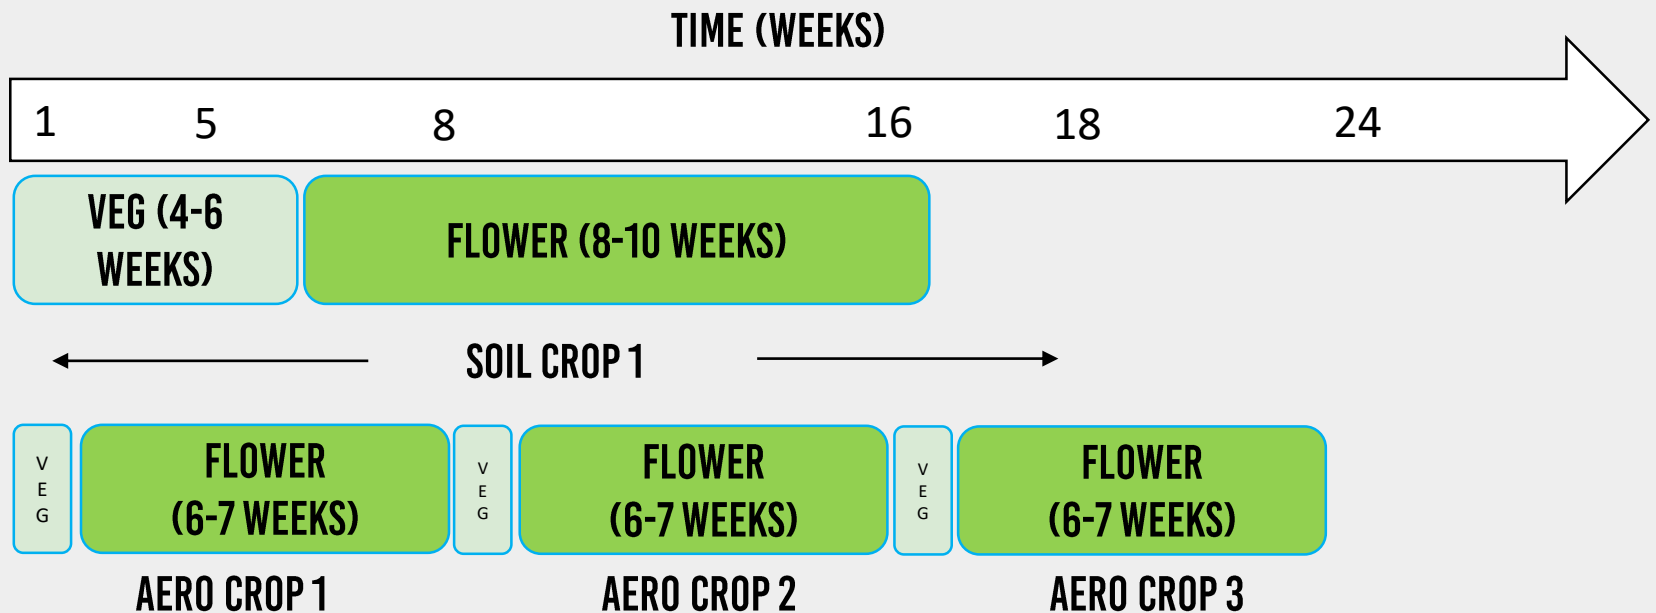 TIME (WEEKS)
1 5 8 16 18 24
VEG (4-6
WEEKS)
FLOWER (8-10 WEEKS)
SOIL CROP 1
V
E
G
FLOWER
(6-7 WEEKS)
V
E
G
FLOWER
(6-7 WEEKS)
V
E
G
FLOWER
(6-7 WEEKS)
AERO CROP 1
AERO CROP 2
AERO CROP 3